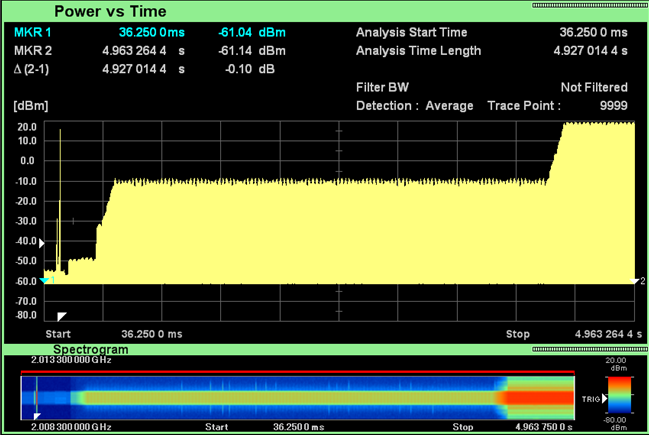 Power vs Time
MKR 1 36.250 0 ms -61.04 dBm Analysis Start Time 36.250 0 ms
MKR 2 4.963 264 4 s -61.14 dBm Analysis Time Length 4.927 014 4 s
Δ (2-1) 4.927 014 4 s -0.10 dB
Filter BW Not Filtered
[dBm] Detection : Average Trace Point : 9999
20.0
10.0
0.0
-10.0
-20.0
-30.0
-40.0
-50.0
-60.0
1 2
-70.0
-80.0
Start 36.250 0 ms Stop 4.963 264 4 s
Spectrogram
2.013 300 000 GHz 20.00
dBm
TRIG
-80.00
dBm
2.008 300 000 GHz Start 36.250 0 ms Stop 4.963 750 0 s